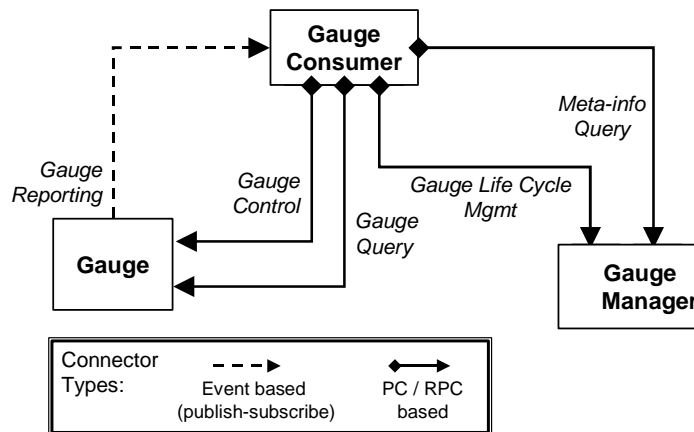 Gauge
Consumer
Meta-info
Query
Gauge
Reporting
Gauge
Control
Gauge Life Cycle
Mgmt
Gauge
Query
Gauge
Gauge
Manager
Connector
Types:
Event based
(publish-subscribe)
PC / RPC
based